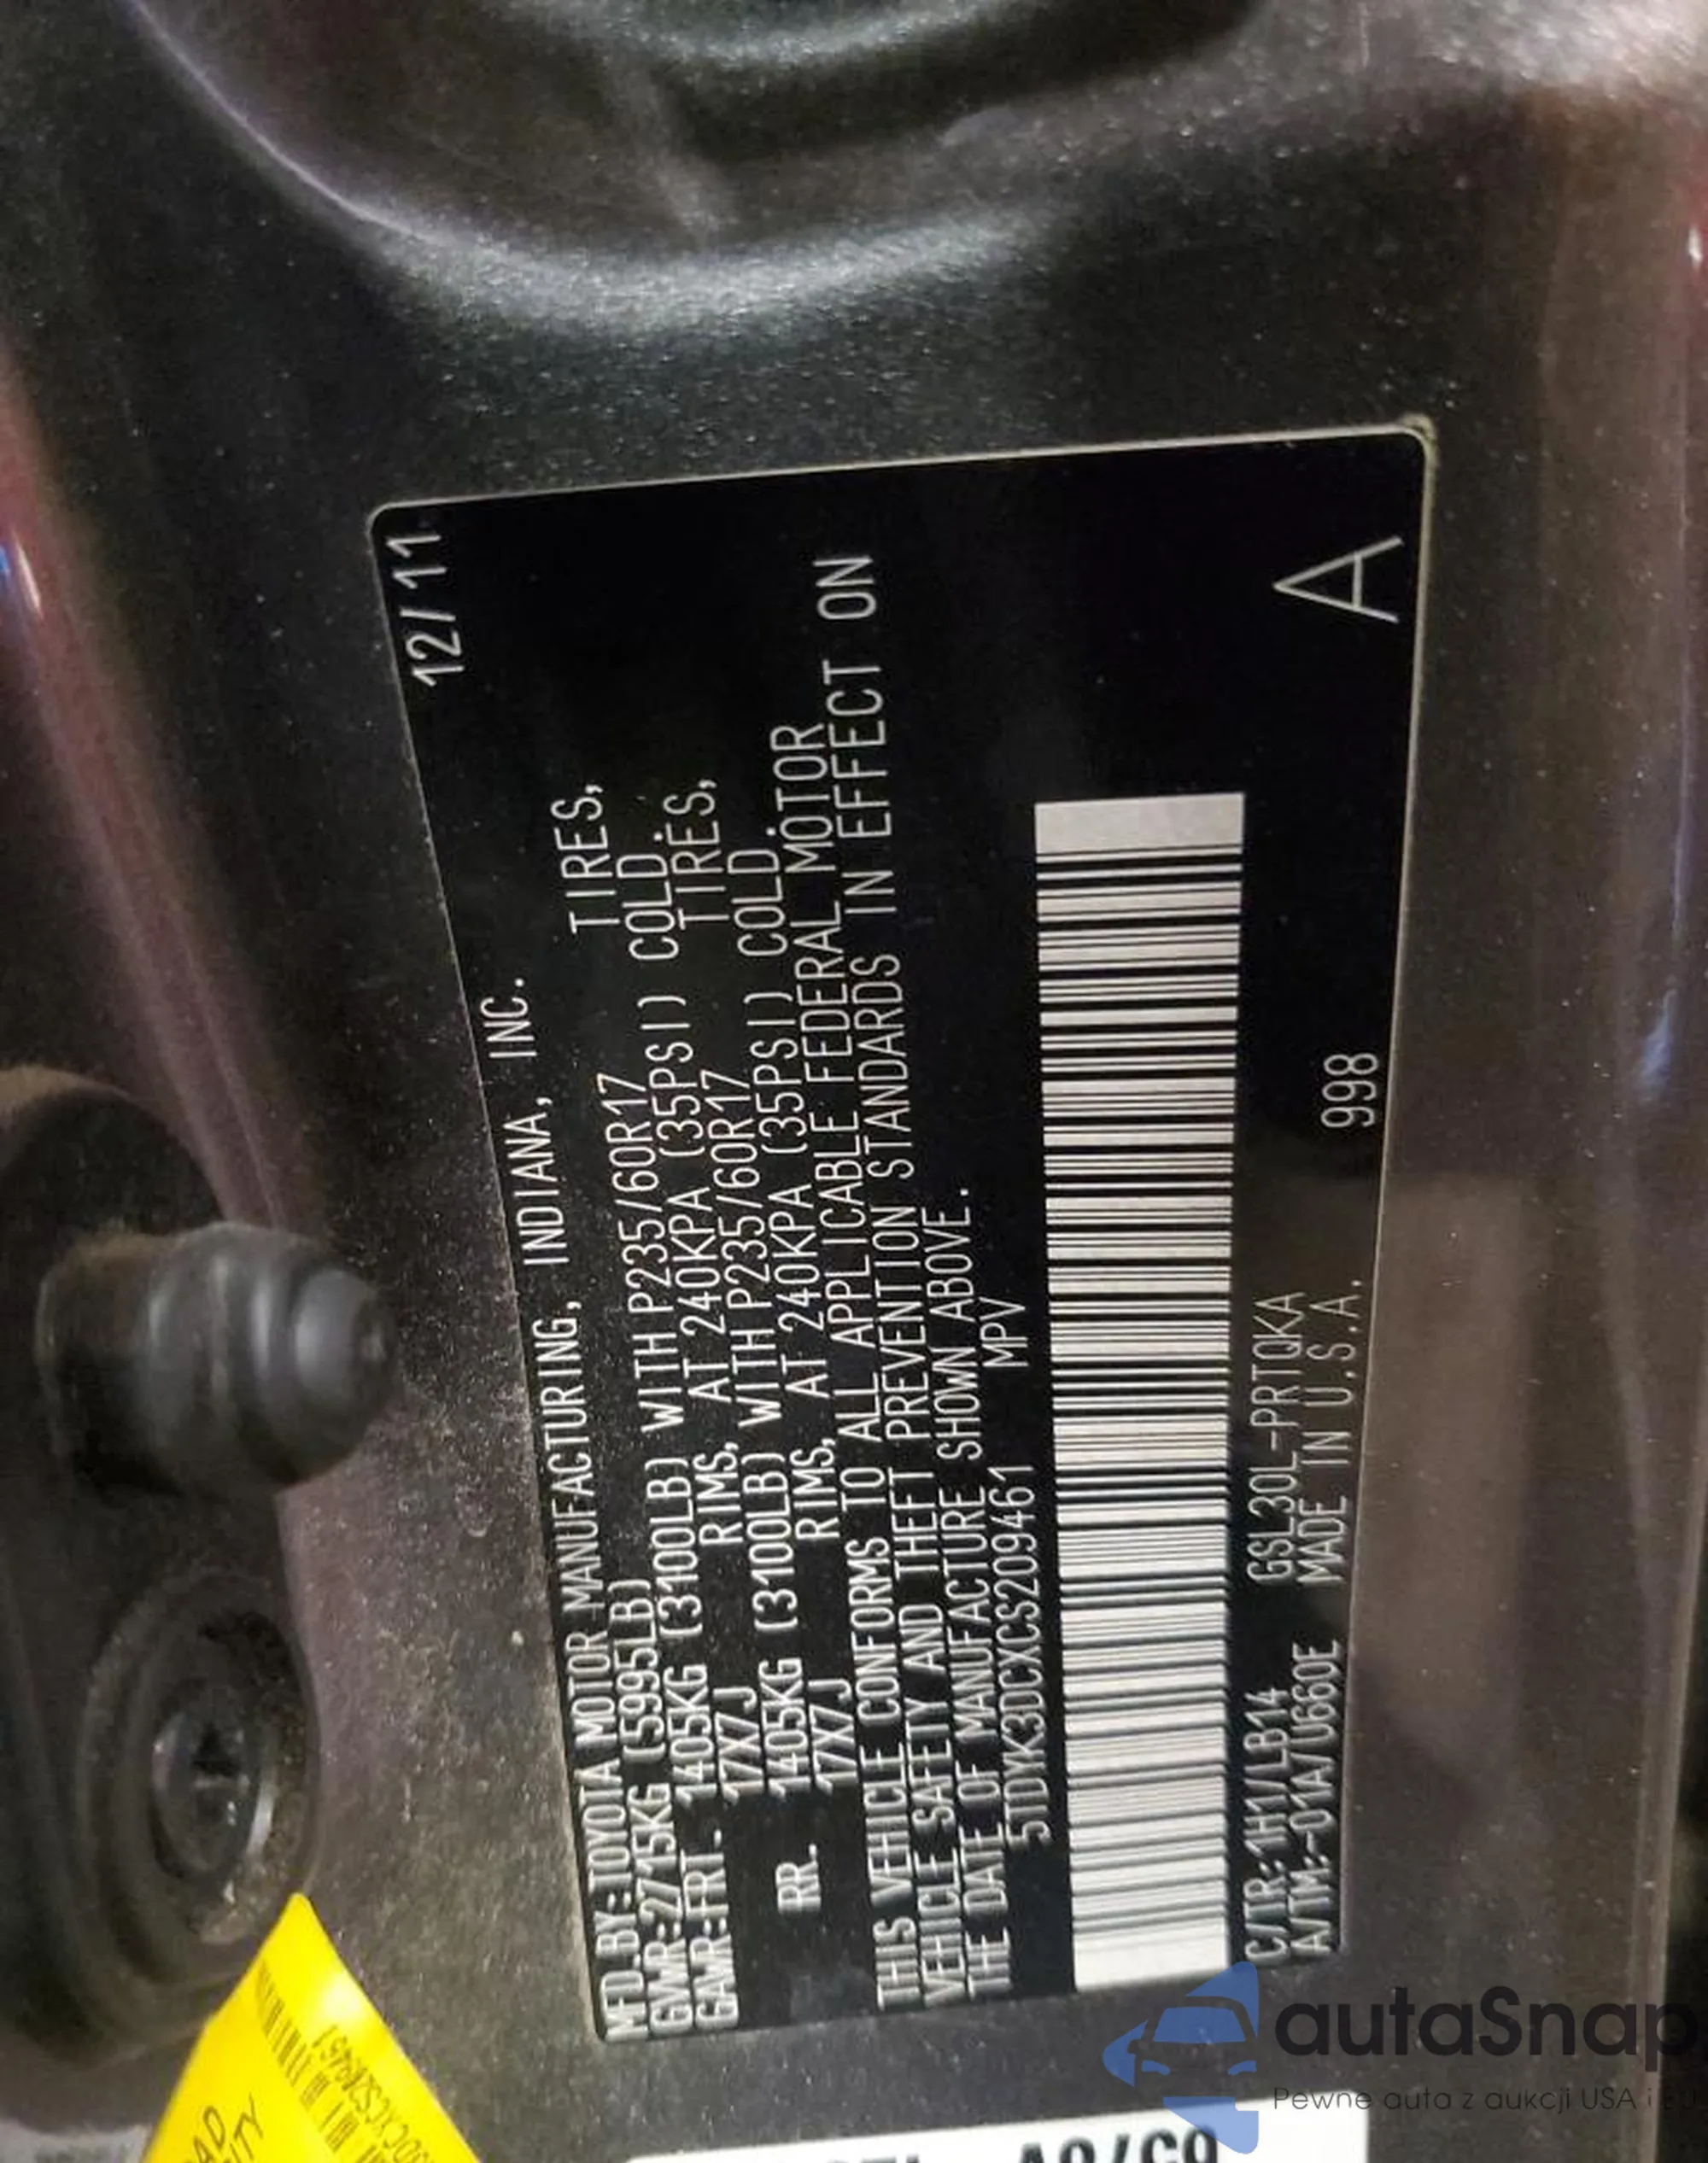 12/11
MFD.BY:TOYOTA MOTOR MANUFACTURING, INDIANA, INC.
GVWR:2715KG (5995LB)
GAWR:FRT. 1405KG (3100LB) WITH P235/60R17 TIRES,
17X7J RIMS, AT 240KPA (35PSI) COLD.
RR. 1405KG (3100LB) WITH P235/60R17 TIRES,
17X7J RIMS, AT 240KPA (35PSI) COLD.
THIS VEHICLE CONFORMS TO ALL APPLICABLE FEDERAL MOTOR
VEHICLE SAFETY AND THEFT PREVENTION STANDARDS IN EFFECT ON
THE DATE OF MANUFACTURE SHOWN ABOVE.
5TDYK3DCXCS209461 MPV
C/TR:1H1/LB14 GSL30L-PRTQKA
A/TM:-01A/U660E MADE IN U.S.A. 998
A
autaSnap
Pewne auta z aukcji USA i